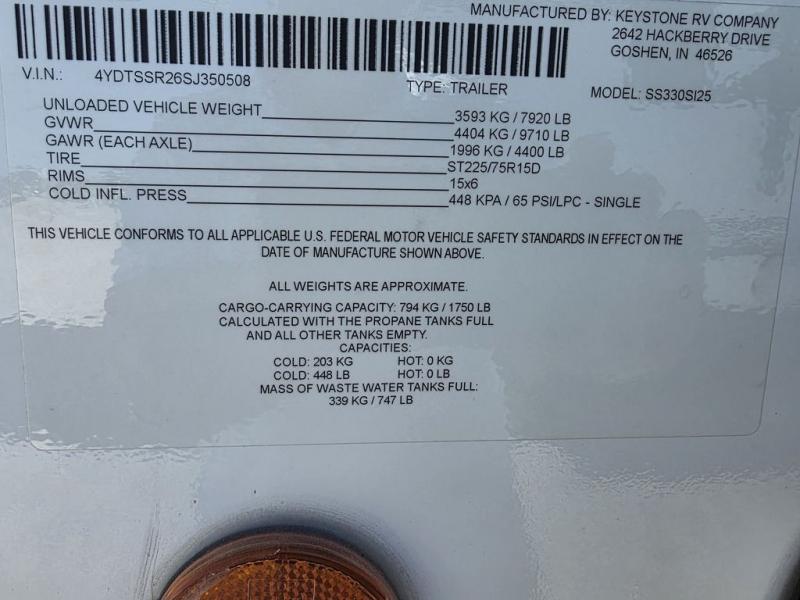 MANUFACTURED BY: KEYSTONE RV COMPANY
2642 HACKBERRY DRIVE
GOSHEN, IN 46526
V.I.N.: 4YDTSSR26SJ350508
TYPE: TRAILER
MODEL: SS330SI25
UNLOADED VEHICLE WEIGHT 3593 KG / 7920 LB
GVWR 4404 KG / 9710 LB
GAWR (EACH AXLE) 1996 KG / 4400 LB
TIRE ST225/75R15D
RIMS 15x6
COLD INFL. PRESS 448 KPA / 65 PSI/LPC - SINGLE
THIS VEHICLE CONFORMS TO ALL APPLICABLE U.S. FEDERAL MOTOR VEHICLE SAFETY STANDARDS IN EFFECT ON THE
DATE OF MANUFACTURE SHOWN ABOVE.
ALL WEIGHTS ARE APPROXIMATE.
CARGO-CARRYING CAPACITY: 794 KG / 1750 LB
CALCULATED WITH THE PROPANE TANKS FULL
AND ALL OTHER TANKS EMPTY.
CAPACITIES:
COLD: 203 KG HOT: 0 KG
COLD: 448 LB HOT: 0 LB
MASS OF WASTE WATER TANKS FULL:
339 KG / 747 LB